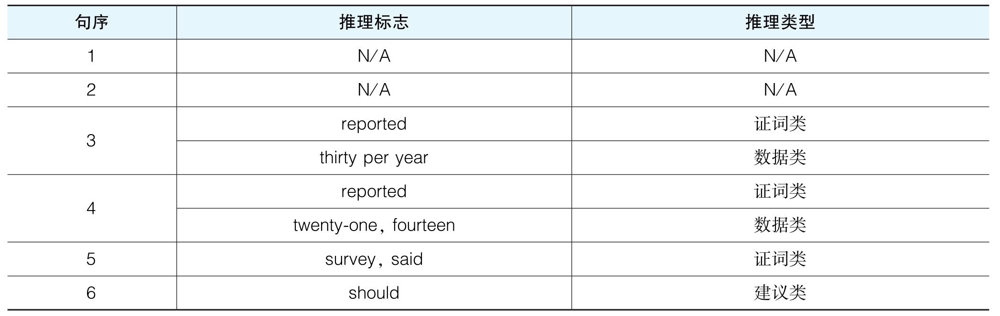 句序 推理标志 推理类型
1 N/A N/A
2 N/A N/A
3 reported 证词类
thirty per year 数据类
4 reported 证词类
twenty-one，fourteen 数据类
5 survey，said 证词类
6 should 建议类